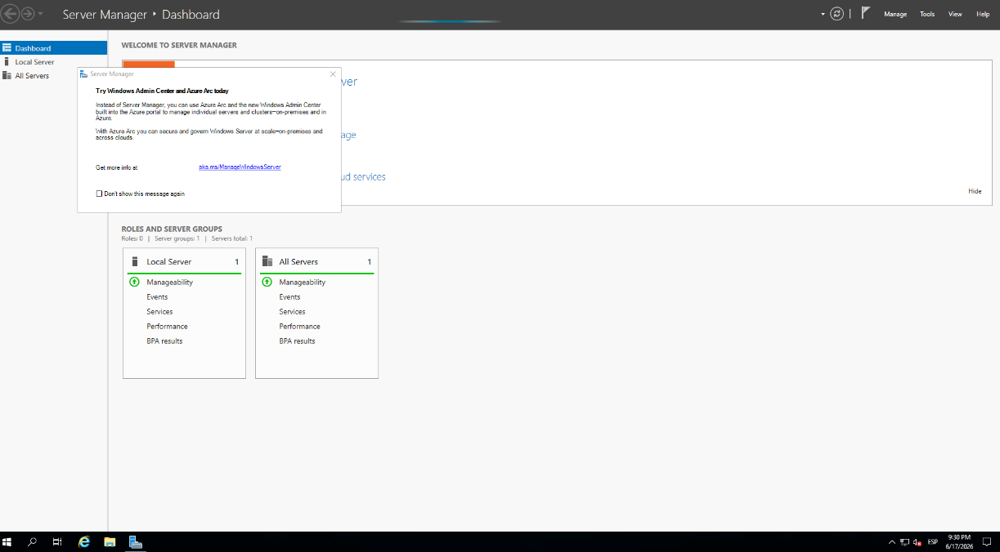 Server Manager ‣ Dashboard
Manage Tools View Help
Dashboard
Local Server
All Servers
WELCOME TO SERVER MANAGER
Server Manager
Try Windows Admin Center and Azure Arc today
Instead of Server Manager, you can use Azure Arc and the new Windows Admin Center
built into the Azure portal to manage individual servers and clusters–on-premises and in
Azure.
With Azure Arc you can secure and govern Windows Server at scale–on-premises and
across clouds.
Get more info at aka.ms/ManageWindowsServer
Don't show this message again
ver
age
ud services
Hide
ROLES AND SERVER GROUPS
Roles: 0 | Server groups: 1 | Servers total: 1
Local Server 1
Manageability
Events
Services
Performance
BPA results
All Servers 1
Manageability
Events
Services
Performance
BPA results
ESP
9:30 PM
6/17/2026